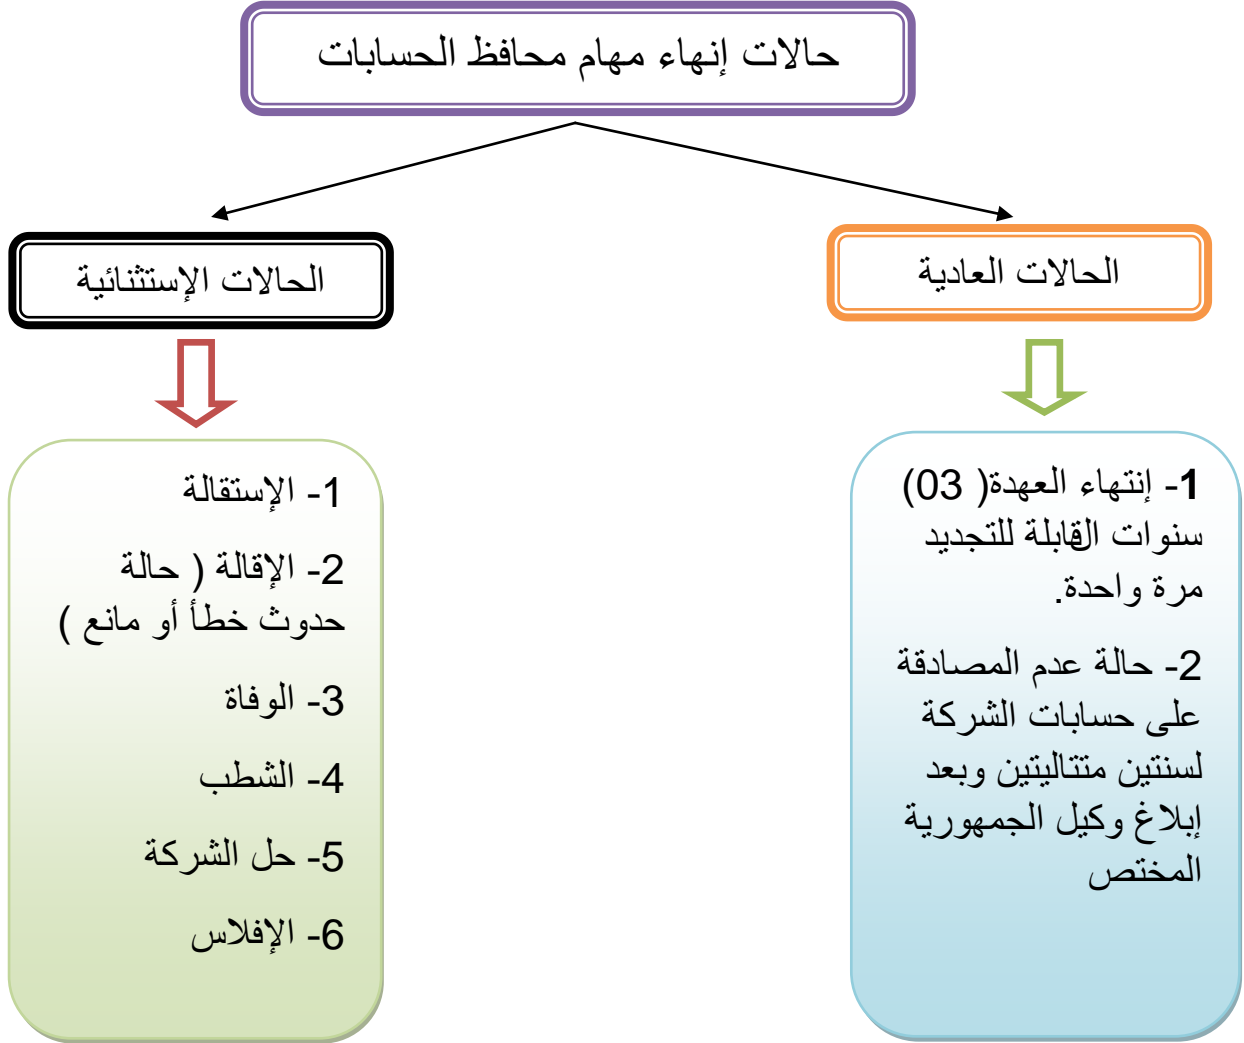 حالات إنهاء مهام محافظ الحسابات
الحالات العادية
الحالات الإستثنائية
1- إنتهاء العهدة( 03)
سنوات القابلة للتجديد
مرة واحدة.
2- حالة عدم المصادقة
على حسابات الشركة
لسنتين متتاليتين وبعد
إبلاغ وكيل الجمهورية
المختص
1- الإستقالة
2- الإقالة ( حالة
حدوث خطأ أو مانع )
3- الوفاة
4- الشطب
5- حل الشركة
6- الإفلاس